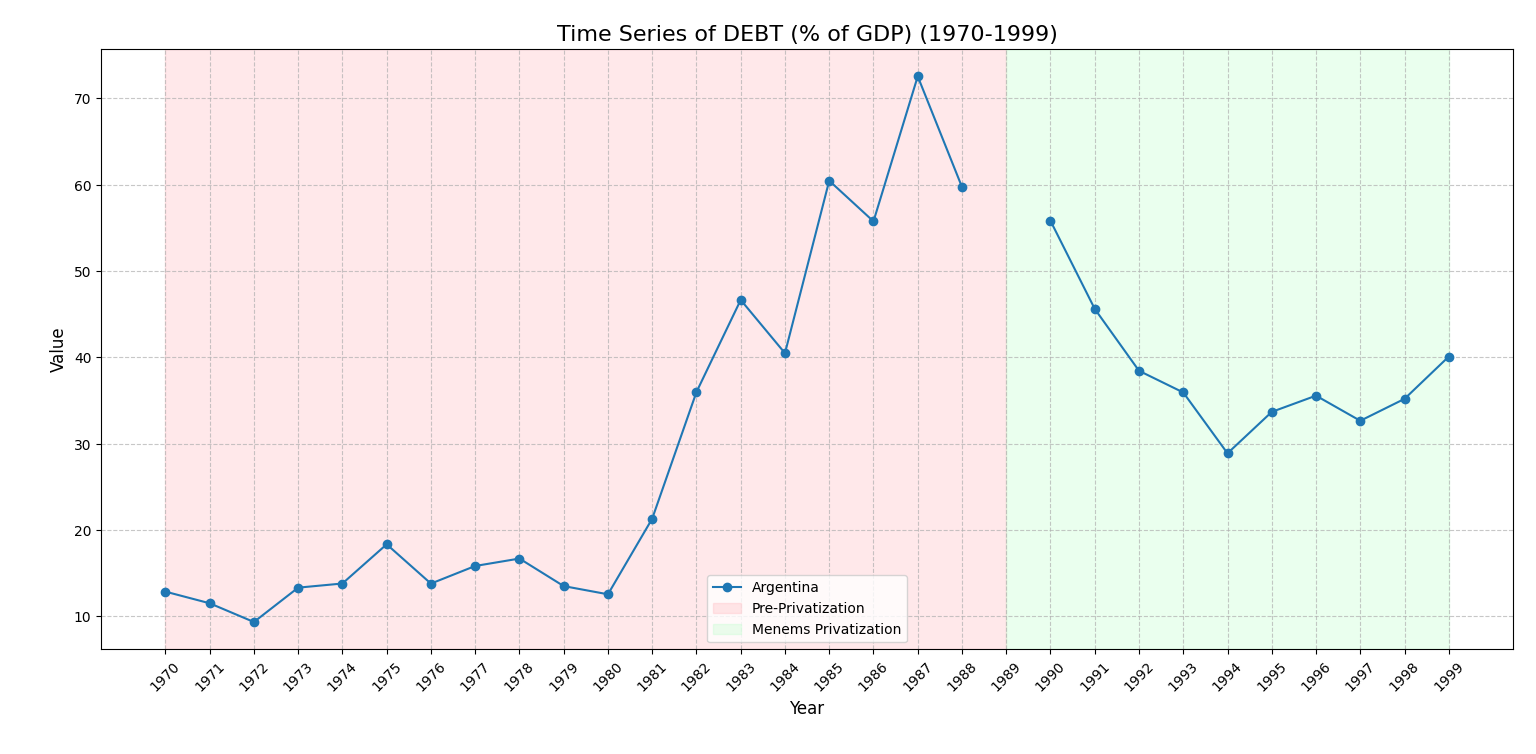 Time Series of DEBT (% of GDP) (1970-1999)
Value
70
60
50
40
30
20
10
Argentina
Pre-Privatization
Menems Privatization
1970 1971 1972 1973 1974 1975 1976 1977 1978 1979 1980 1981 1982 1983 1984 1985 1986 1987 1988 1989 1990 1991 1992 1993 1994 1995 1996 1997 1998 1999
Year